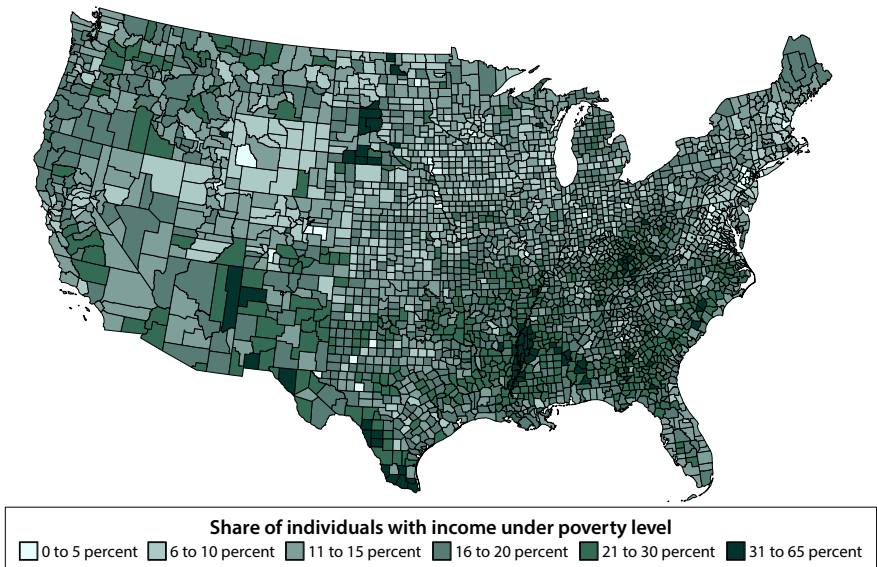 Share of individuals with income under poverty level
0 to 5 percent 6 to 10 percent 11 to 15 percent 16 to 20 percent 21 to 30 percent 31 to 65 percent